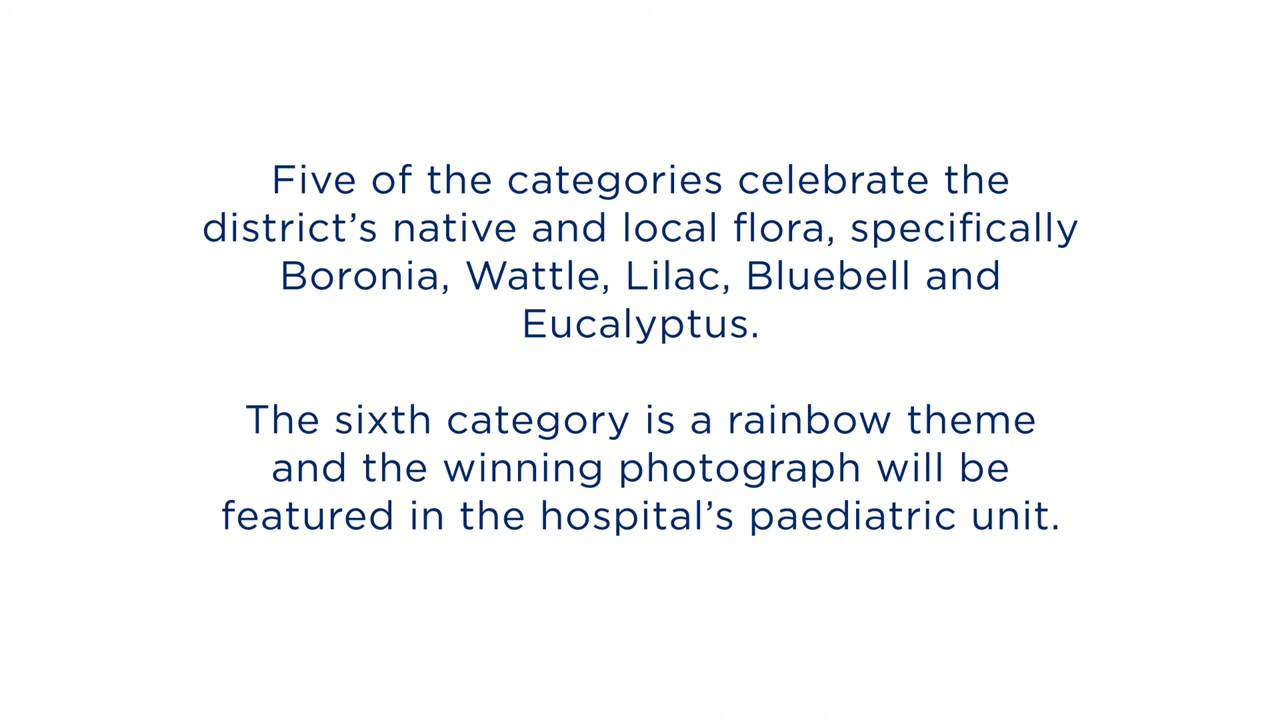 Five of the categories celebrate the
district’s native and local flora, specifically
Boronia, Wattle, Lilac, Bluebell and
Eucalyptus.
The sixth category is a rainbow theme
and the winning photograph will be
featured in the hospital’s paediatric unit.